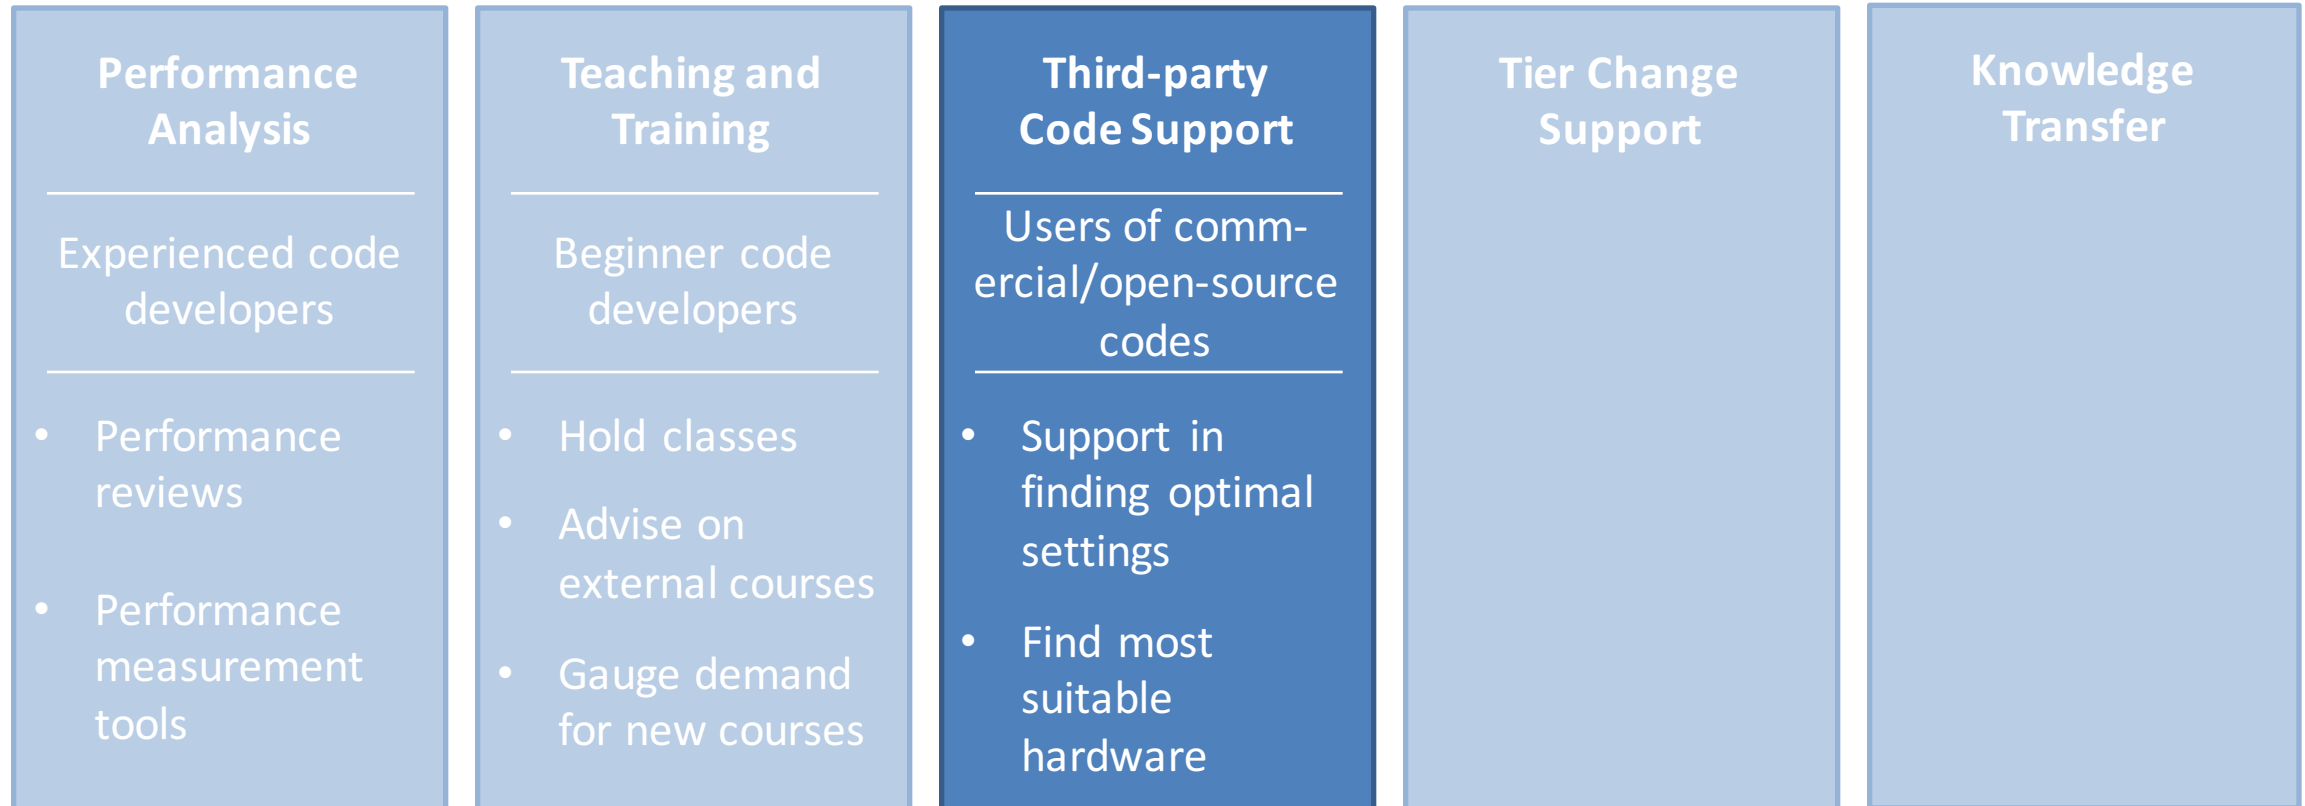 Performance
Analysis
Experienced code
developers
• Performance
reviews
• Performance
measurement
tools
Teaching and
Training
Beginner code
developers
• Hold classes
• Advise on
external courses
• Gauge demand
for new courses
Third-party
Code Support
Users of comm-
ercial/open-source
codes
• Support in
finding optimal
settings
• Find most
suitable
hardware
Tier Change
Support
Knowledge
Transfer